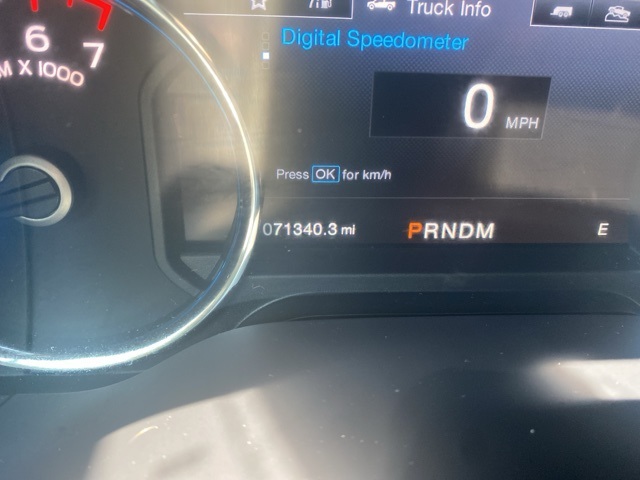 Truck Info
6
7
M X 1000
Digital Speedometer
0 MPH
Press OK for km/h
071340.3 mi
PRNDM
E